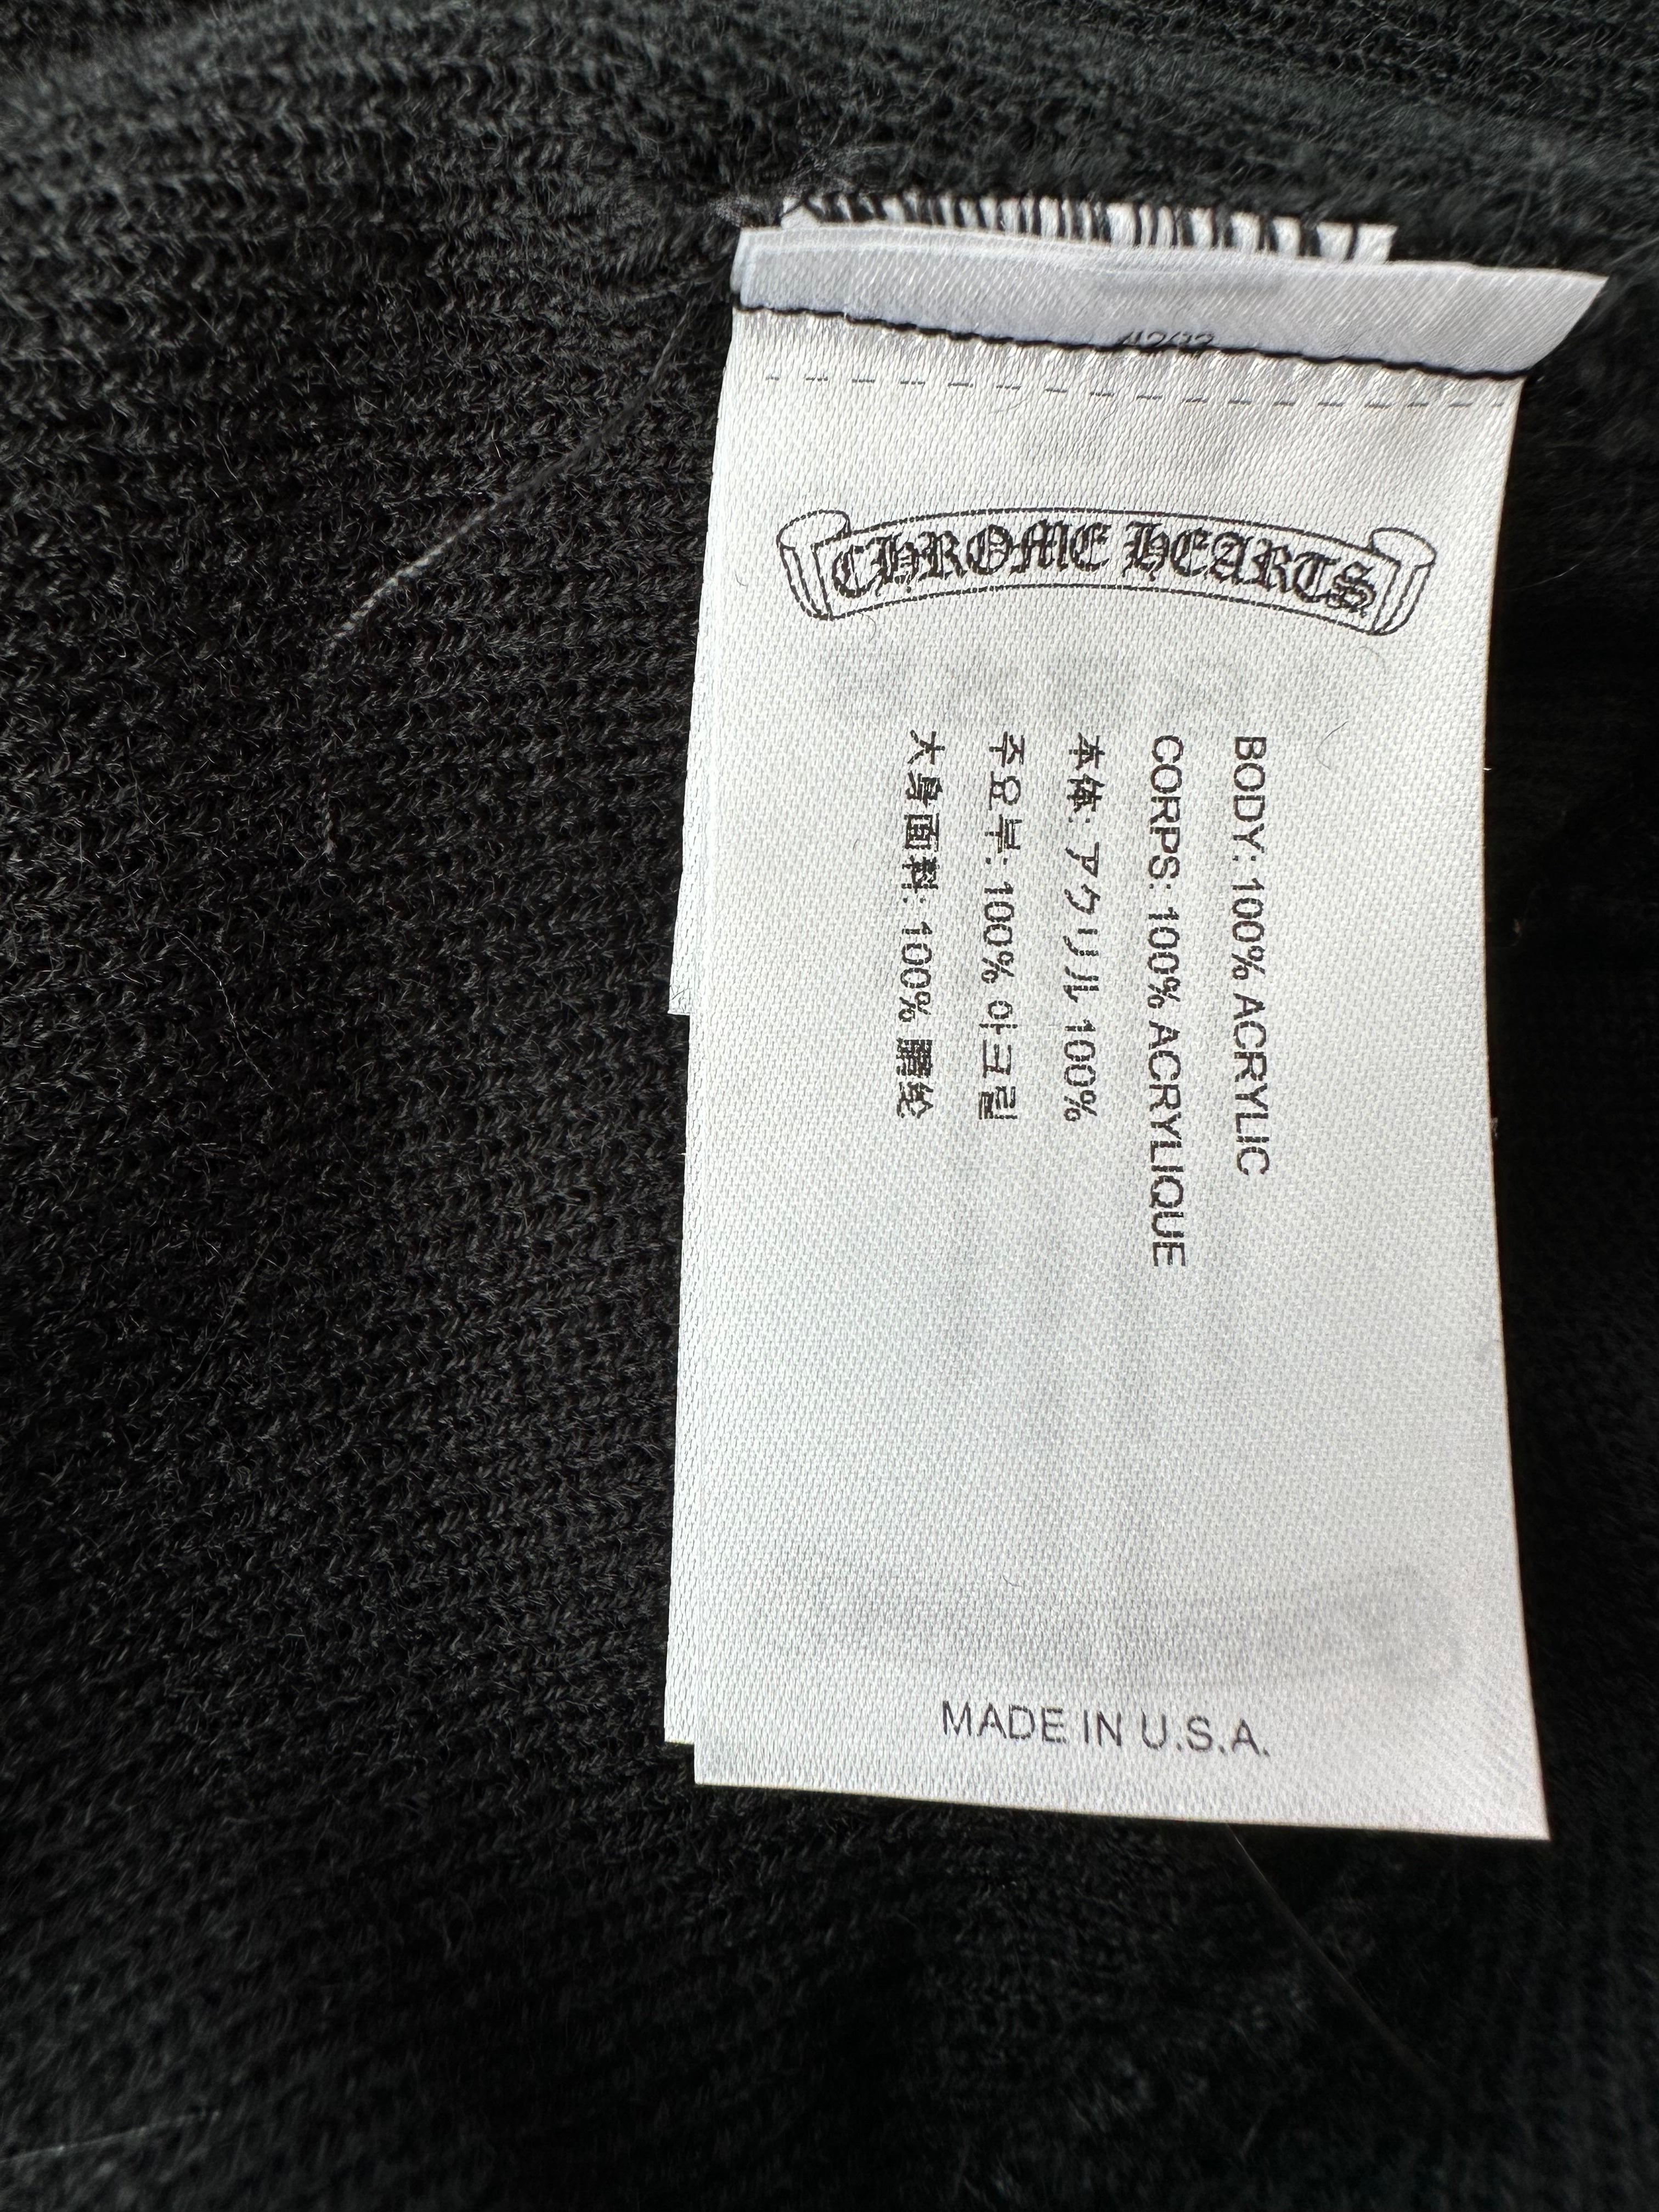 CHROME HEARTS
BODY: 100% ACRYLIC
CORPS: 100% ACRYLIQUE
本体: アクリル 100%
주요부: 100% 아크릴
大身面料: 100% 腈纶
MADE IN U.S.A.